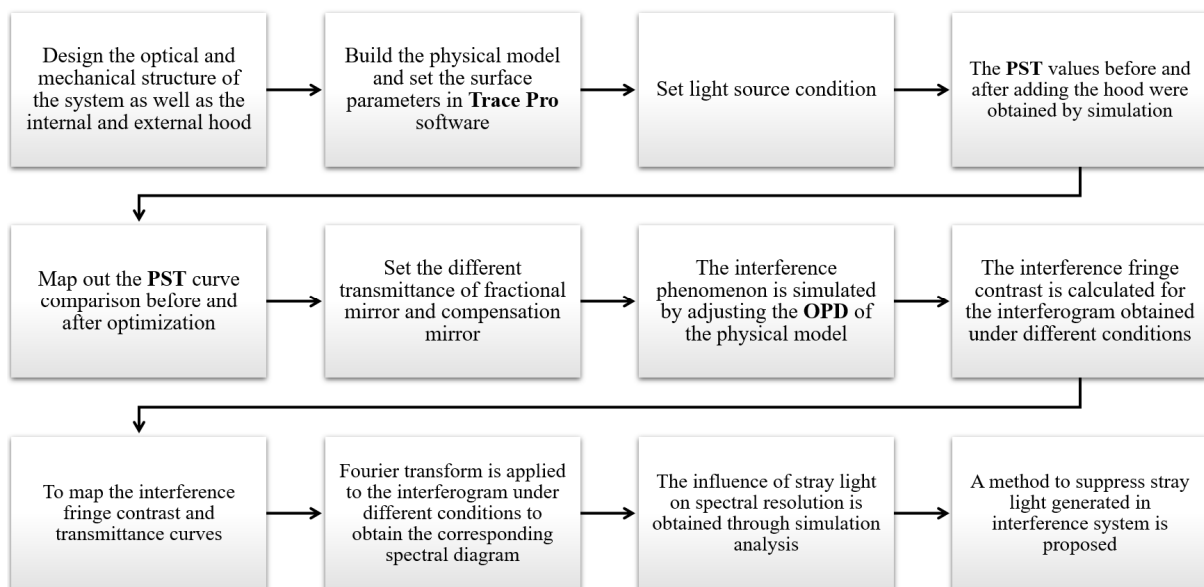 Design the optical and
mechanical structure of
the system as well as the
internal and external hood
Build the physical model
and set the surface
parameters in Trace Pro
software
Set light source condition
The PST values before and
after adding the hood were
obtained by simulation
Map out the PST curve
comparison before and
after optimization
Set the different
transmittance of fractional
mirror and compensation
mirror
The interference
phenomenon is simulated
by adjusting the OPD of
the physical model
The interference fringe
contrast is calculated for
the interferogram obtained
under different conditions
To map the interference
fringe contrast and
transmittance curves
Fourier transform is applied
to the interferogram under
different conditions to
obtain the corresponding
spectral diagram
The influence of stray light
on spectral resolution is
obtained through simulation
analysis
A method to suppress stray
light generated in
interference system is
proposed